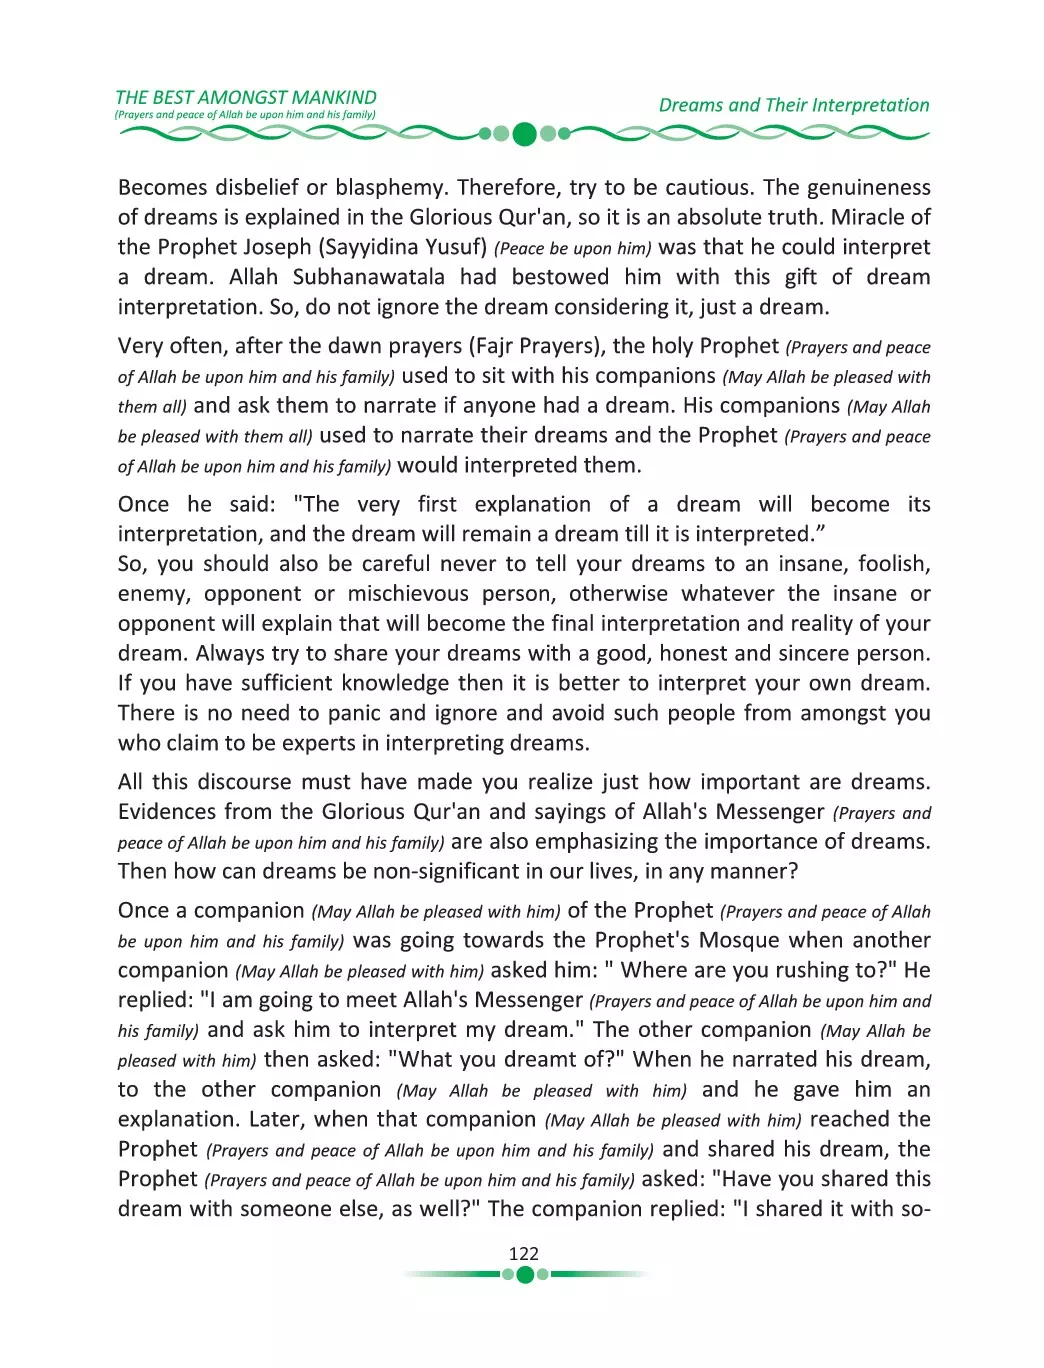 THE BEST AMONGST MANKIND
(Prayers and peace of Allah be upon him and his family)
Dreams and Their Interpretation
Becomes disbelief or blasphemy. Therefore, try to be cautious. The genuineness
of dreams is explained in the Glorious Qur'an, so it is an absolute truth. Miracle of
the Prophet Joseph (Sayyidina Yusuf) (Peace be upon him) was that he could interpret
a dream. Allah Subhanawatala had bestowed him with this gift of dream
interpretation. So, do not ignore the dream considering it, just a dream.
Very often, after the dawn prayers (Fajr Prayers), the holy Prophet (Prayers and peace
of Allah be upon him and his family) used to sit with his companions (May Allah be pleased with
them all) and ask them to narrate if anyone had a dream. His companions (May Allah
be pleased with them all) used to narrate their dreams and the Prophet (Prayers and peace
of Allah be upon him and his family) would interpreted them.
Once he said: "The very first explanation of a dream will become its
interpretation, and the dream will remain a dream till it is interpreted.”
So, you should also be careful never to tell your dreams to an insane, foolish,
enemy, opponent or mischievous person, otherwise whatever the insane or
opponent will explain that will become the final interpretation and reality of your
dream. Always try to share your dreams with a good, honest and sincere person.
If you have sufficient knowledge then it is better to interpret your own dream.
There is no need to panic and ignore and avoid such people from amongst you
who claim to be experts in interpreting dreams.
All this discourse must have made you realize just how important are dreams.
Evidences from the Glorious Qur'an and sayings of Allah's Messenger (Prayers and
peace of Allah be upon him and his family) are also emphasizing the importance of dreams.
Then how can dreams be non-significant in our lives, in any manner?
Once a companion (May Allah be pleased with him) of the Prophet (Prayers and peace of Allah
be upon him and his family) was going towards the Prophet's Mosque when another
companion (May Allah be pleased with him) asked him: " Where are you rushing to?" He
replied: "I am going to meet Allah's Messenger (Prayers and peace of Allah be upon him and
his family) and ask him to interpret my dream." The other companion (May Allah be
pleased with him) then asked: "What you dreamt of?" When he narrated his dream,
to the other companion (May Allah be pleased with him) and he gave him an
explanation. Later, when that companion (May Allah be pleased with him) reached the
Prophet (Prayers and peace of Allah be upon him and his family) and shared his dream, the
Prophet (Prayers and peace of Allah be upon him and his family) asked: "Have you shared this
dream with someone else, as well?" The companion replied: "I shared it with so-
122